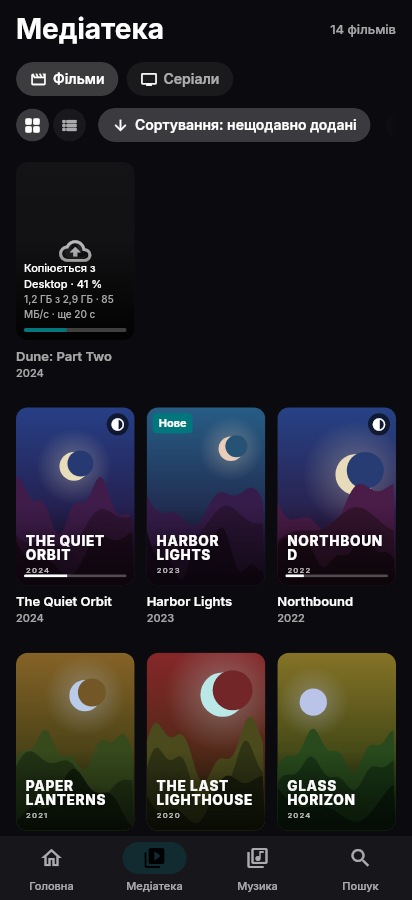 Медіатека
14 фільмів
Фільми
Серіали
Сортування: нещодавно додані
Копіюється з
Desktop · 41 %
1,2 ГБ з 2,9 ГБ · 85
МБ/с · ще 20 с
Dune: Part Two
2024
THE QUIET
ORBIT
2024
The Quiet Orbit
2024
Нове
HARBOR
LIGHTS
2023
Harbor Lights
2023
NORTHBOUN
D
2022
Northbound
2022
PAPER
LANTERNS
2021
THE LAST
LIGHTHOUSE
2020
GLASS
HORIZON
2024
Головна
Медіатека
Музика
Пошук